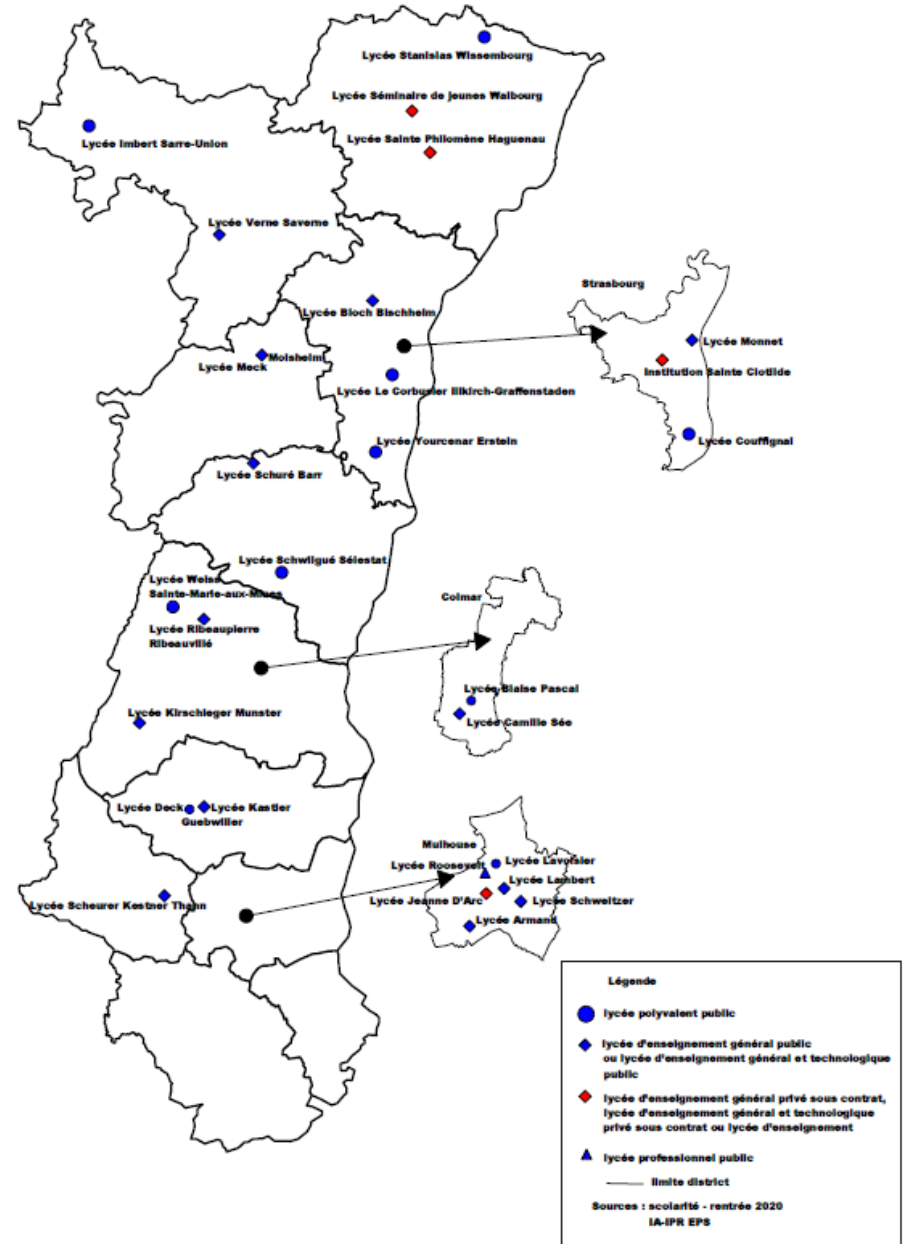 Lycée Stanislas Wissembourg
Lycée Séminaire de jeunes Walbourg
Lycée Sainte Philomène Haguenau
Lycée Imbert Sarre-Union
Lycée Verne Saverne
Lycée Bloch Bischheim
Lycée Meck
Molsheim
Lycée Le Corbusier Illkirch-Graffenstaden
Lycée Yourcenar Erstein
Lycée Schuré Barr
Strasbourg
Lycée Monnet
Institution Sainte Clotilde
Lycée Couffignal
Lycée Schwilgué Sélestat
Lycée Weiss
Sainte-Marie-aux-Mines
Lycée Ribeaupierre
Ribeauvillé
Colmar
Lycée Blaise Pascal
Lycée Camille Sée
Lycée Kirschleger Munster
Lycée Deck
Lycée Kastler
Guebwiller
Mulhouse
Lycée Lavoisier
Lycée Roosevelt
Lycée Lambert
Lycée Jeanne D'Arc
Lycée Schweitzer
Lycée Armand
Lycée Scheurer Kestner Thann
Légende
lycée polyvalent public
lycée d'enseignement général public
ou lycée d'enseignement général et technologique
public
lycée d'enseignement général privé sous contrat,
lycée d'enseignement général et technologique
privé sous contrat ou lycée d'enseignement
lycée professionnel public
limite district
Sources : scolarité - rentrée 2020
IA-IPR EPS